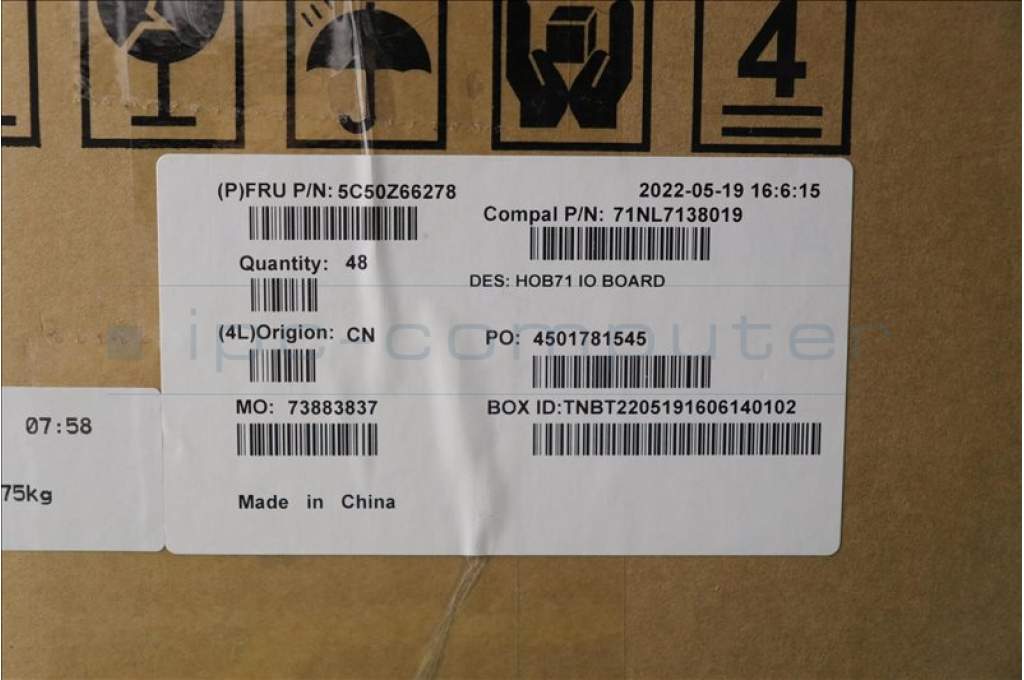 4
(P)FRU P/N: 5C50Z66278
2022-05-19 16:6:15
Compal P/N: 71NL7138019
Quantity: 48
DES: HOB71 IO BOARD
(4L)Origion: CN
PO: 4501781545
ipc-computer
MO: 73883837
BOX ID:TNBT2205191606140102
07:58
75kg
Made in China